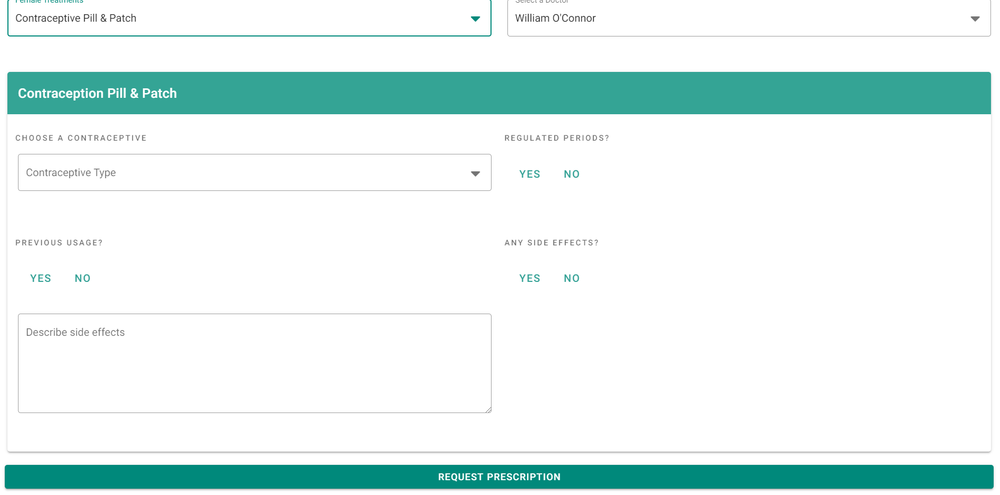 Female Treatments
Select a Doctor
Contraceptive Pill & Patch
William O'Connor
Contraception Pill & Patch
CHOOSE A CONTRACEPTIVE
REGULATED PERIODS?
Contraceptive Type
YES NO
PREVIOUS USAGE?
ANY SIDE EFFECTS?
YES NO
YES NO
Describe side effects
REQUEST PRESCRIPTION